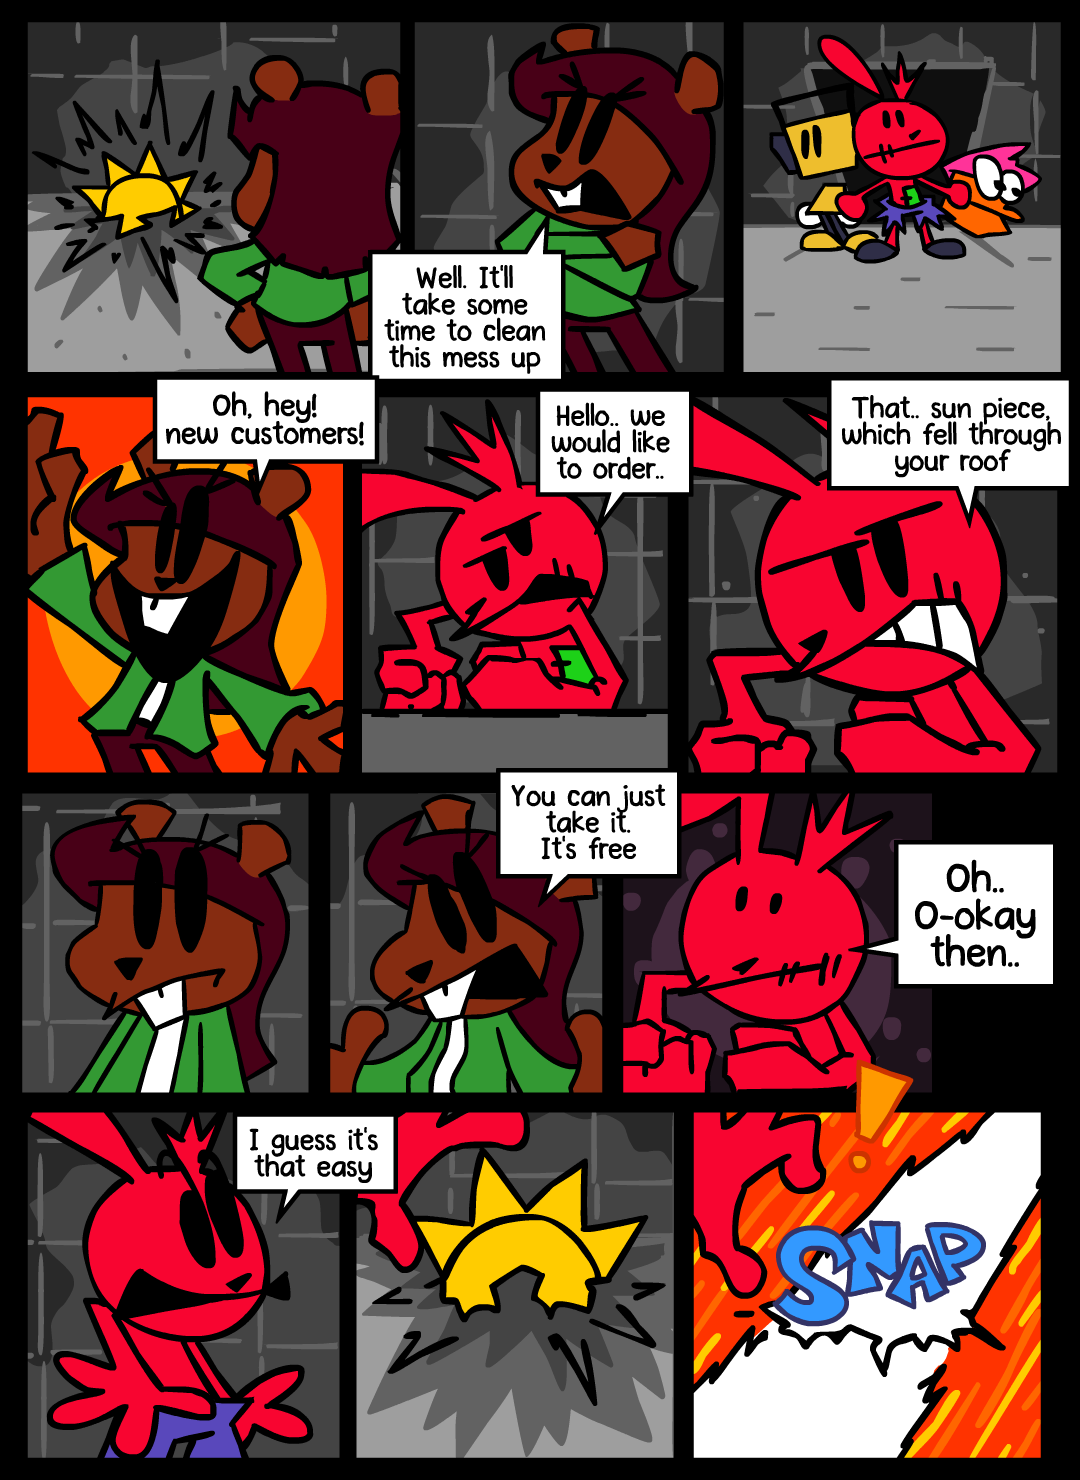 Well. It'll
take some
time to clean
this mess up
Oh, hey!
new customers!
Hello.. we
would like
to order..
That.. sun piece,
which fell through
your roof
You can just
take it.
It's free
Oh..
O-okay
then..
I guess it's
that easy
!
SNAP